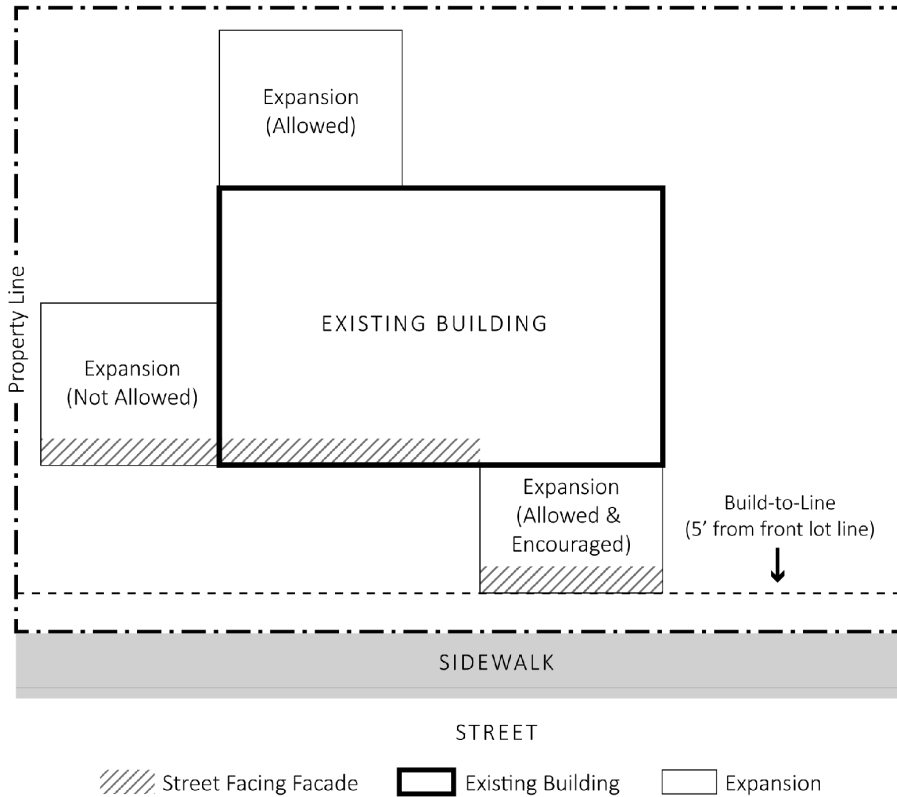 Expansion
(Allowed)
Property Line
EXISTING BUILDING
Expansion
(Not Allowed)
Expansion
(Allowed &
Encouraged)
Build-to-Line
(5' from front lot line)
SIDEWALK
STREET
Street Facing Facade
Existing Building
Expansion